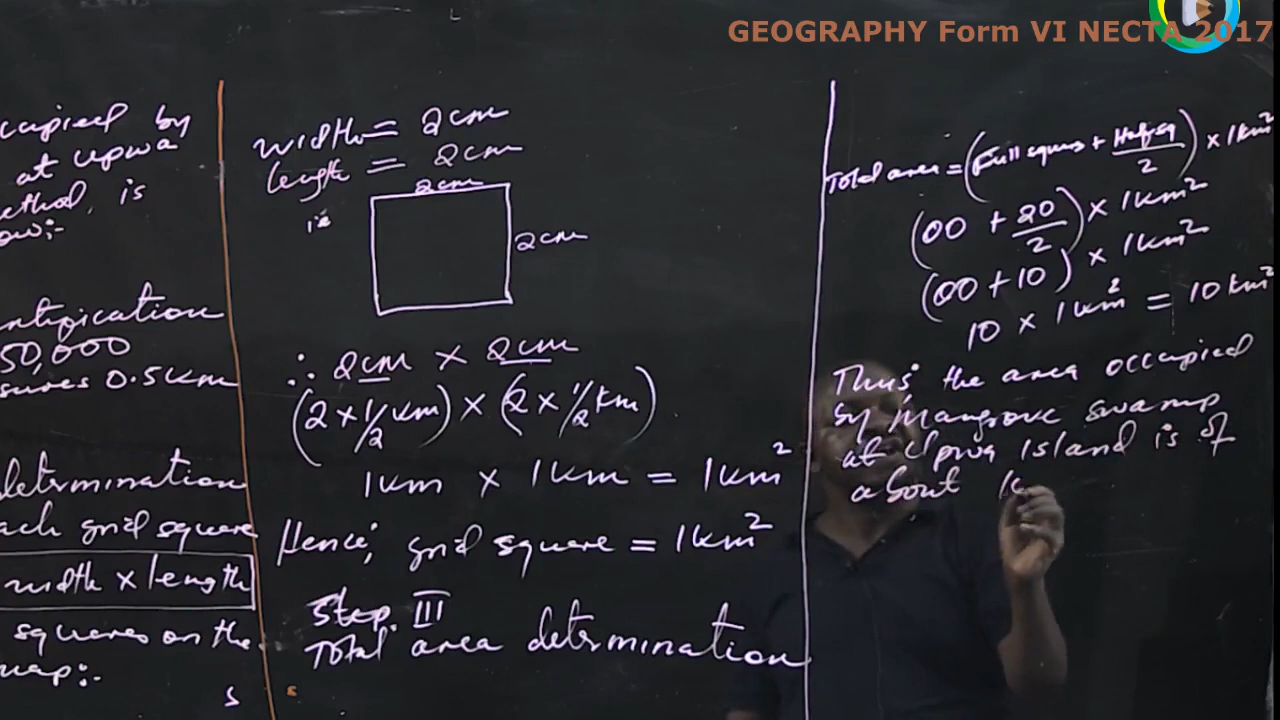 GEOGRAPHY Form VI NECTA 2017
ccupied by
at upwa
ethod, is
ow:-
ntification
50,000
sures 0.5km
determination
ach grid square
width x length
squares on the
map:-
s
width = 2cm
length = 2cm
2cm
ie
2cm
∴ 2cm x 2cm
(2 x 1/2 km) x (2 x 1/2 km)
1km x 1km = 1km²
Hence; grid square = 1km²
Step. III
Total area determination
Total area = (Full squares + Half sq/2) x 1km²
(00 + 20/2) x 1km²
(00 + 10) x 1km²
10 x 1km² = 10km²
Thus the area occupied
by mangrove swamp
at Upwa Island is of
about